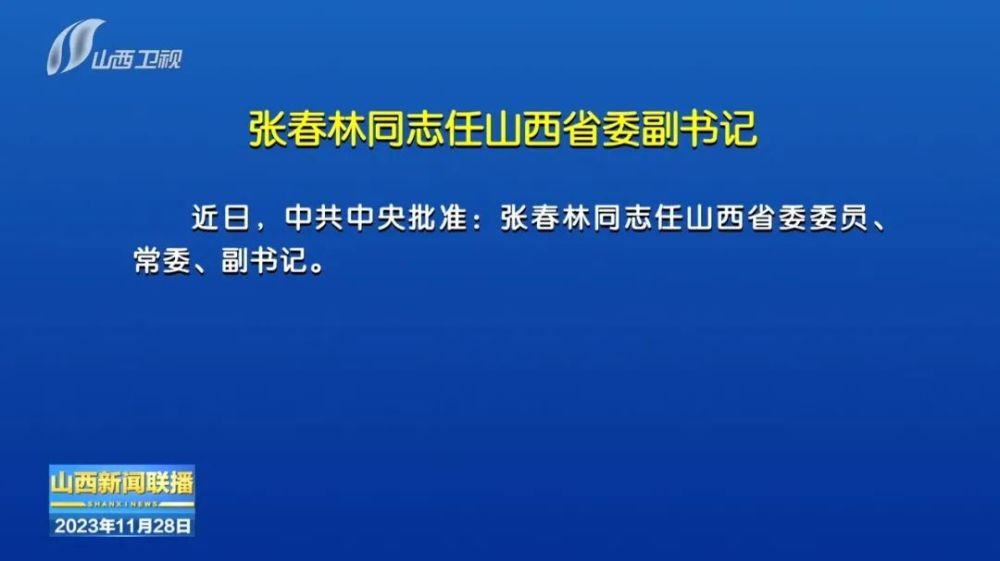 山西卫视
张春林同志任山西省委副书记
近日，中共中央批准：张春林同志任山西省委委员、
常委、副书记。
山西新闻联播
SHANXI NEWS
2023年11月28日